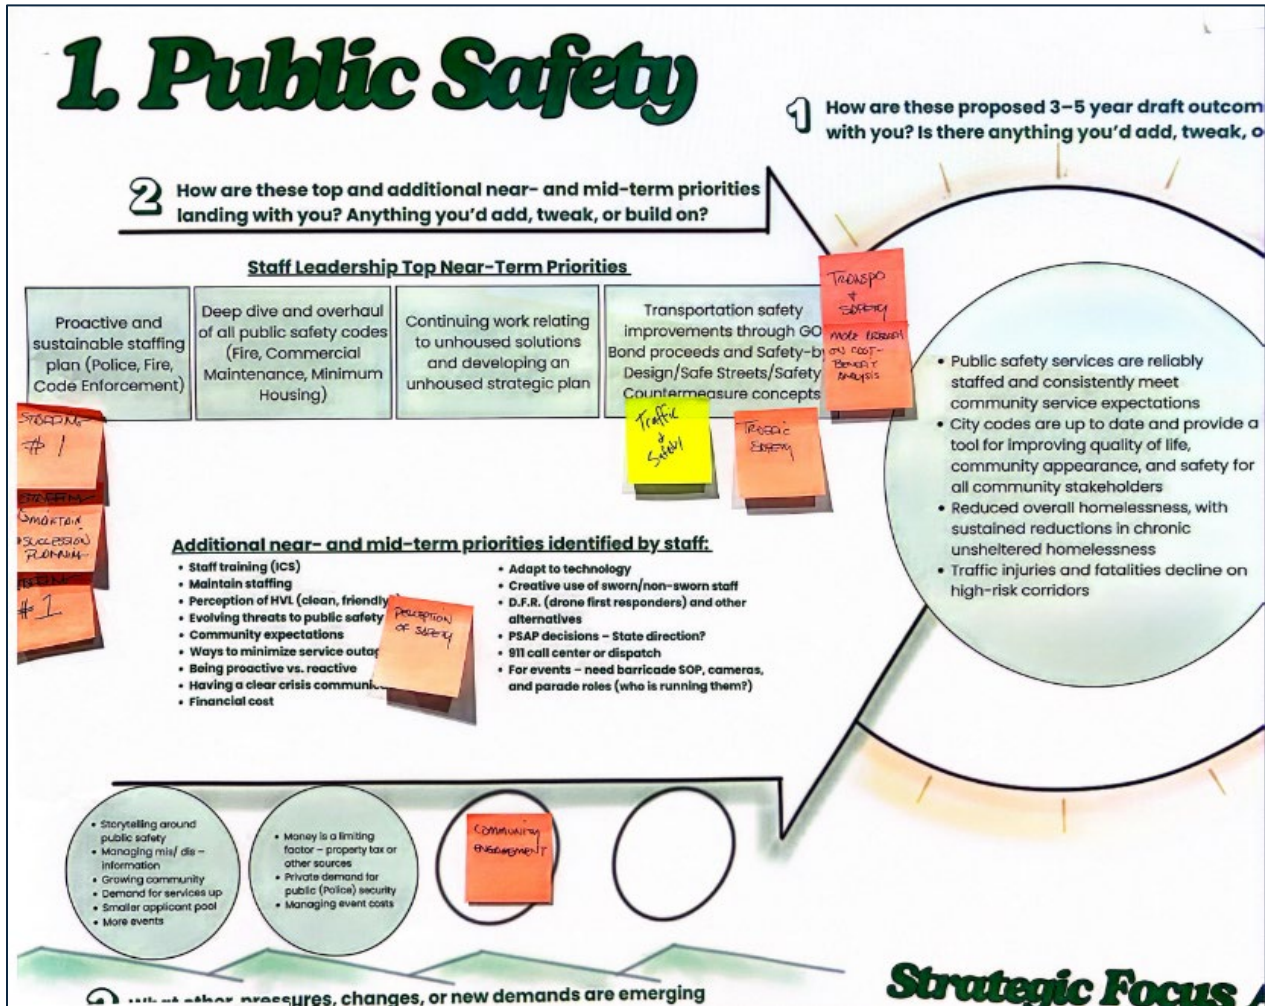 1. Public Safety
1 How are these proposed 3–5 year draft outcom
with you? Is there anything you'd add, tweak, o
2 How are these top and additional near- and mid-term priorities
landing with you? Anything you'd add, tweak, or build on?
Staff Leadership Top Near-Term Priorities
Proactive and
sustainable staffing
plan (Police, Fire,
Code Enforcement)
Deep dive and overhaul
of all public safety codes
(Fire, Commercial
Maintenance, Minimum
Housing)
Continuing work relating
to unhoused solutions
and developing an
unhoused strategic plan
Transportation safety
improvements through GO
Bond proceeds and Safety-by
Design/Safe Streets/Safety
Countermeasure concepts
TRANSPO
+
SAFETY
MORE RESEARCH
ON COST-
BENEFIT
ANALYSIS
Traffic
+
Safety
TRAFFIC
SAFETY
STAFFING
#1
STAFFING
MAINTAIN
SUCCESSION
PLANNING
#1
• Public safety services are reliably
staffed and consistently meet
community service expectations
• City codes are up to date and provide a
tool for improving quality of life,
community appearance, and safety for
all community stakeholders
• Reduced overall homelessness, with
sustained reductions in chronic
unsheltered homelessness
• Traffic injuries and fatalities decline on
high-risk corridors
Additional near- and mid-term priorities identified by staff:
• Staff training (ICS)
• Maintain staffing
• Perception of HVL (clean, friendly
• Evolving threats to public safety
• Community expectations
• Ways to minimize service outag
• Being proactive vs. reactive
• Having a clear crisis communic
• Financial cost
PERCEPTION
OF SAFETY
• Adapt to technology
• Creative use of sworn/non-sworn staff
• D.F.R. (drone first responders) and other
alternatives
• PSAP decisions – State direction?
• 911 call center or dispatch
• For events – need barricade SOP, cameras,
and parade roles (who is running them?)
• Storytelling around
public safety
• Managing mis/ dis –
information
• Growing community
• Demand for services up
• Smaller applicant pool
• More events
• Money is a limiting
factor – property tax or
other sources
• Private demand for
public (Police) security
• Managing event costs
COMMUNITY
ENGAGEMENT
What other pressures, changes, or new demands are emerging
Strategic Focus